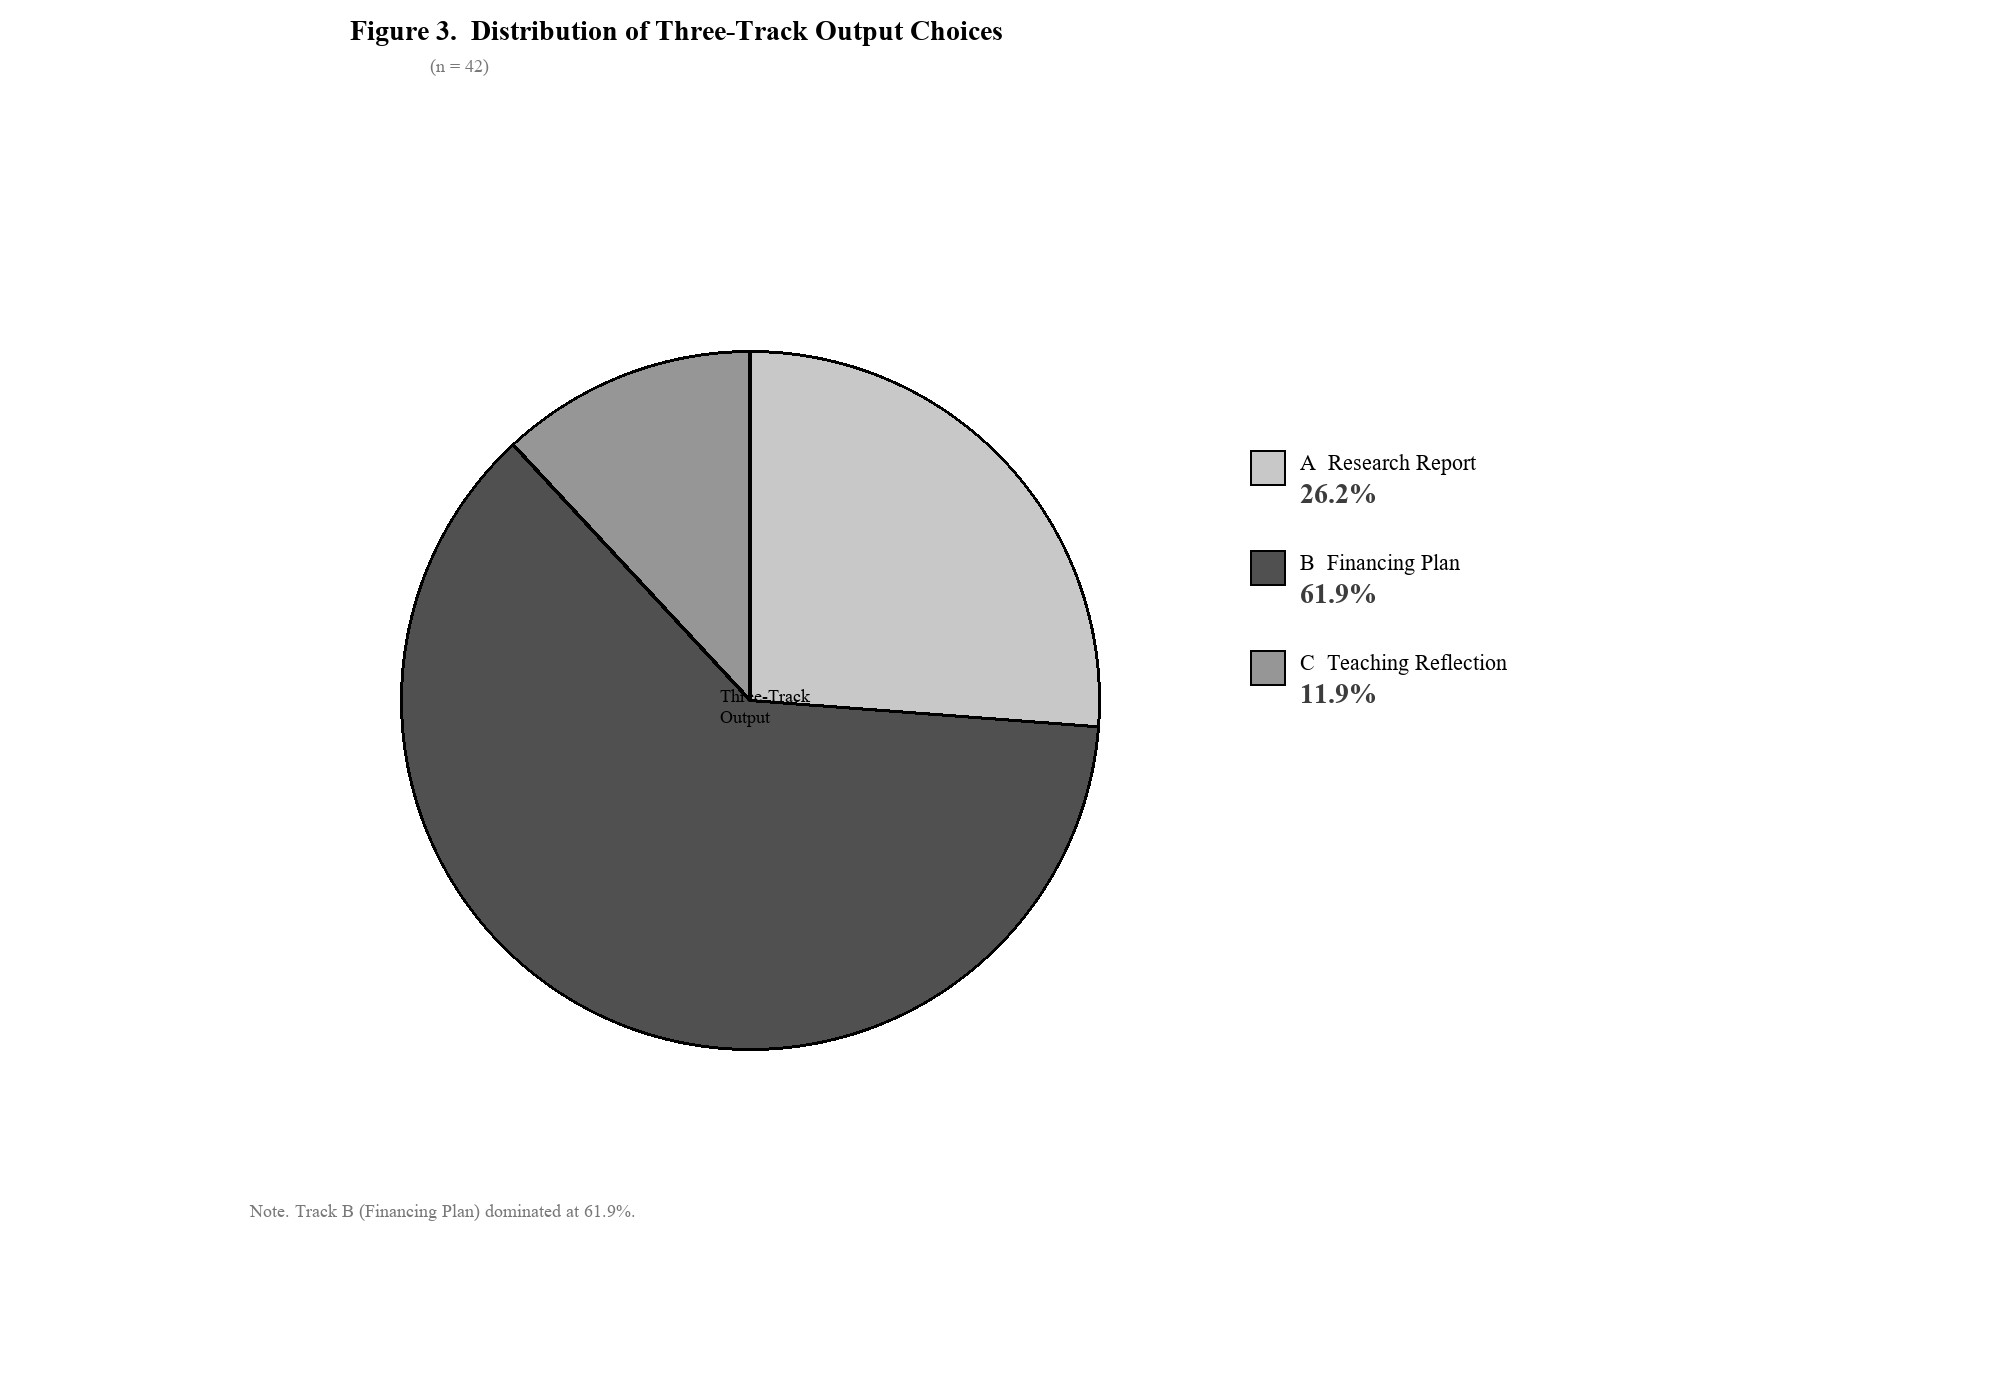 Figure 3.  Distribution of Three-Track Output Choices
(n = 42)
A  Research Report
26.2%
B  Financing Plan
61.9%
C  Teaching Reflection
11.9%
Three-Track
Output
Note. Track B (Financing Plan) dominated at 61.9%.